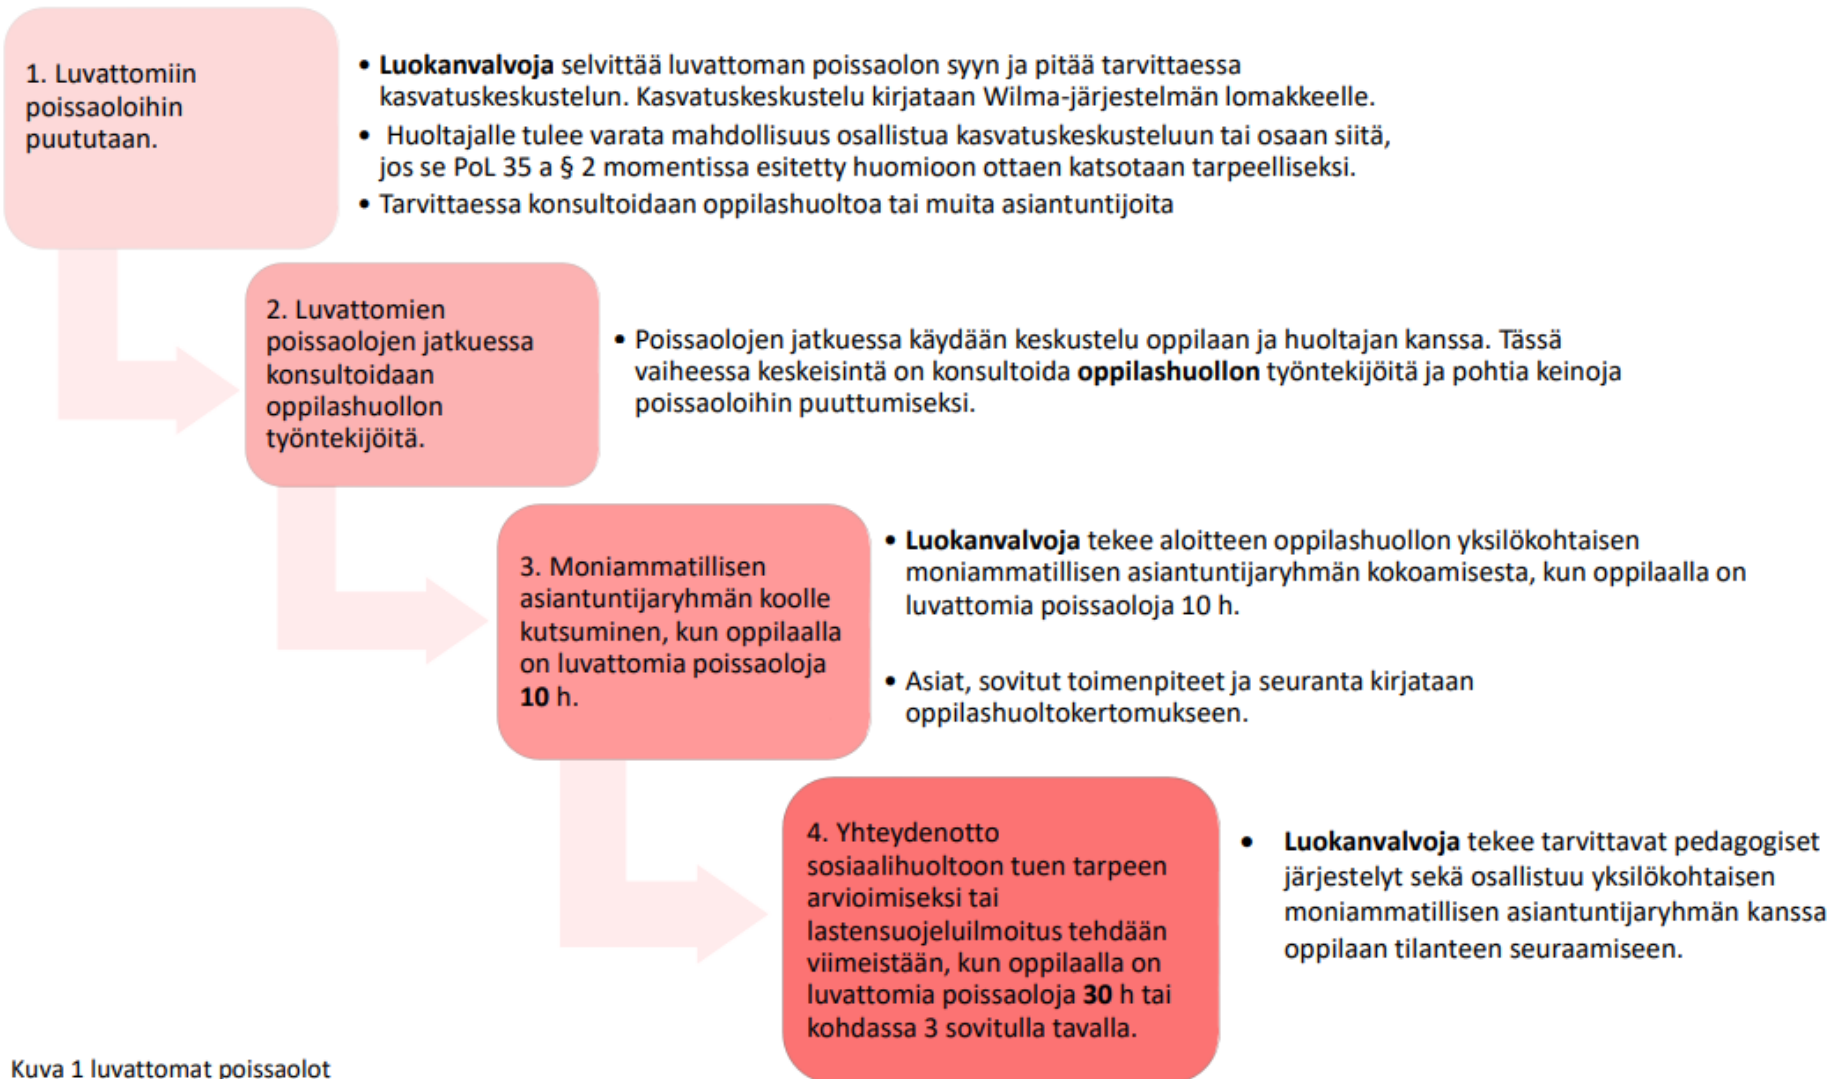 1. Luvattomiin
poissaoloihin
puututaan.
• Luokanvalvoja selvittää luvattoman poissaolon syyn ja pitää tarvittaessa
kasvatuskeskustelun. Kasvatuskeskustelu kirjataan Wilma-järjestelmän lomakkeelle.
• Huoltajalle tulee varata mahdollisuus osallistua kasvatuskeskusteluun tai osaan siitä,
jos se PoL 35 a § 2 momentissa esitetty huomioon ottaen katsotaan tarpeelliseksi.
• Tarvittaessa konsultoidaan oppilashuoltoa tai muita asiantuntijoita
2. Luvattomien
poissaolojen jatkuessa
konsultoidaan
oppilashuollon
työntekijöitä.
• Poissaolojen jatkuessa käydään keskustelu oppilaan ja huoltajan kanssa. Tässä
vaiheessa keskeisintä on konsultoida oppilashuollon työntekijöitä ja pohtia keinoja
poissaoloihin puuttumiseksi.
3. Moniammatillisen
asiantuntijaryhmän koolle
kutsuminen, kun oppilaalla
on luvattomia poissaoloja
10 h.
• Luokanvalvoja tekee aloitteen oppilashuollon yksilökohtaisen
moniammatillisen asiantuntijaryhmän kokoamisesta, kun oppilaalla on
luvattomia poissaoloja 10 h.
• Asiat, sovitut toimenpiteet ja seuranta kirjataan
oppilashuoltokertomukseen.
4. Yhteydenotto
sosiaalihuoltoon tuen tarpeen
arvioimiseksi tai
lastensuojeluilmoitus tehdään
viimeistään, kun oppilaalla on
luvattomia poissaoloja 30 h tai
kohdassa 3 sovitulla tavalla.
• Luokanvalvoja tekee tarvittavat pedagogiset
järjestelyt sekä osallistuu yksilökohtaisen
moniammatillisen asiantuntijaryhmän kanssa
oppilaan tilanteen seuraamiseen.
Kuva 1 luvattomat poissaolot